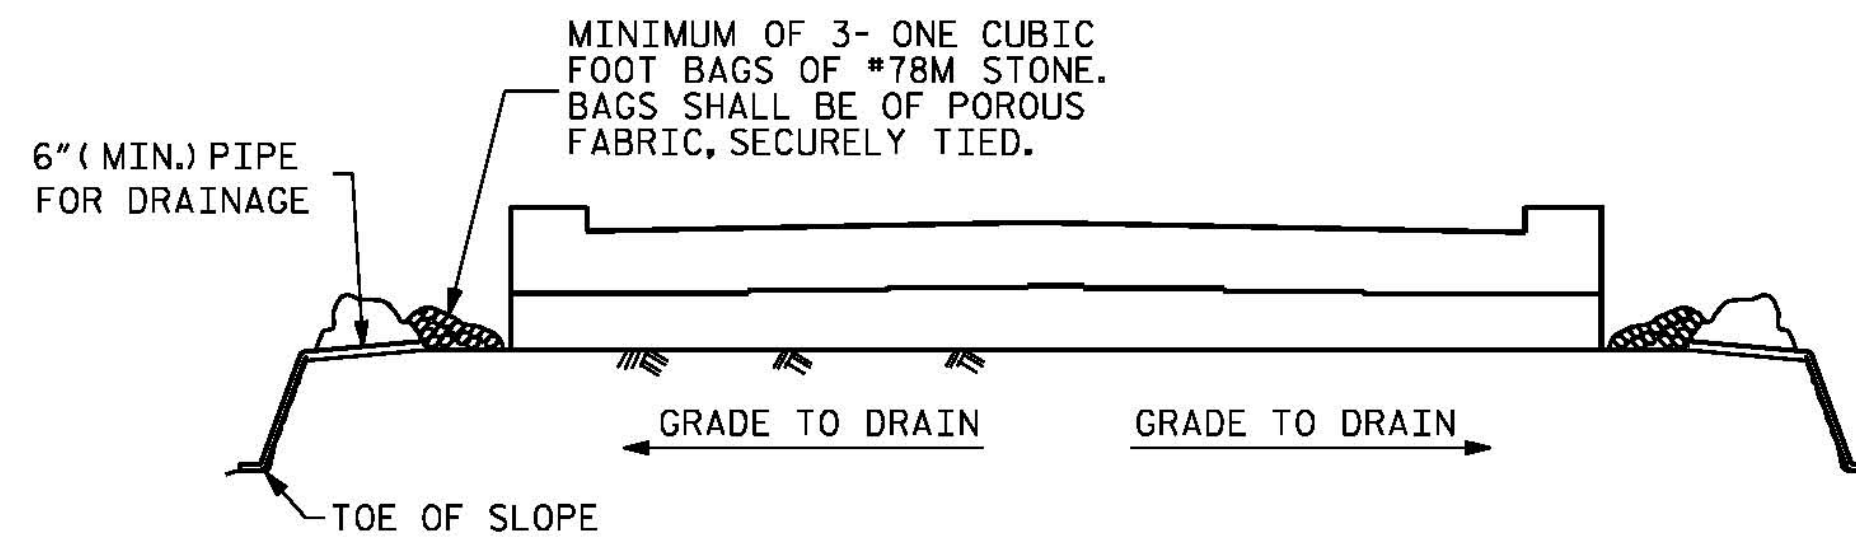 MINIMUM OF 3- ONE CUBIC
FOOT BAGS OF #78M STONE.
BAGS SHALL BE OF POROUS
FABRIC, SECURELY TIED.
6"(MIN.) PIPE
FOR DRAINAGE
GRADE TO DRAIN
GRADE TO DRAIN
TOE OF SLOPE